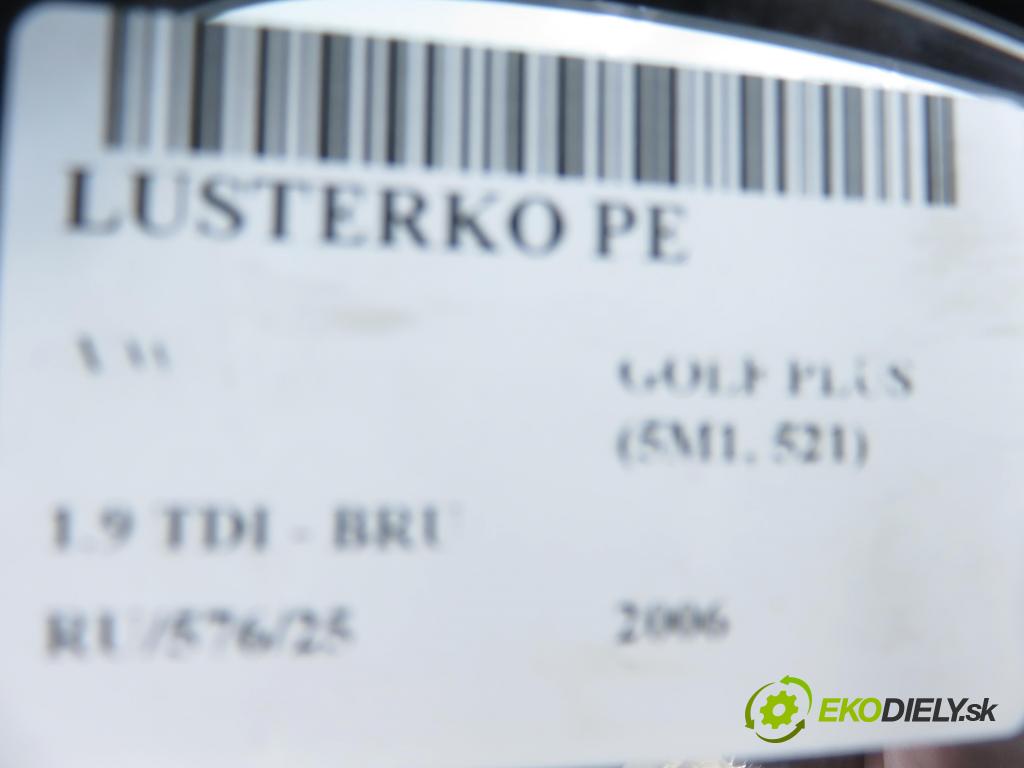 LUSTERKO PE
VW
GOLF PLUS
(5M1, 521)
1.9 TDI - BRU
RU/576/25
2006
EKODIELY.sk